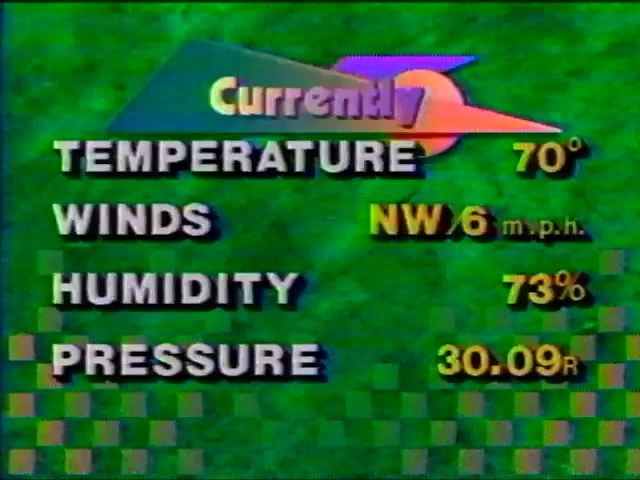 Currently
TEMPERATURE 70°
WINDS NW/6 m.p.h.
HUMIDITY 73%
PRESSURE 30.09R